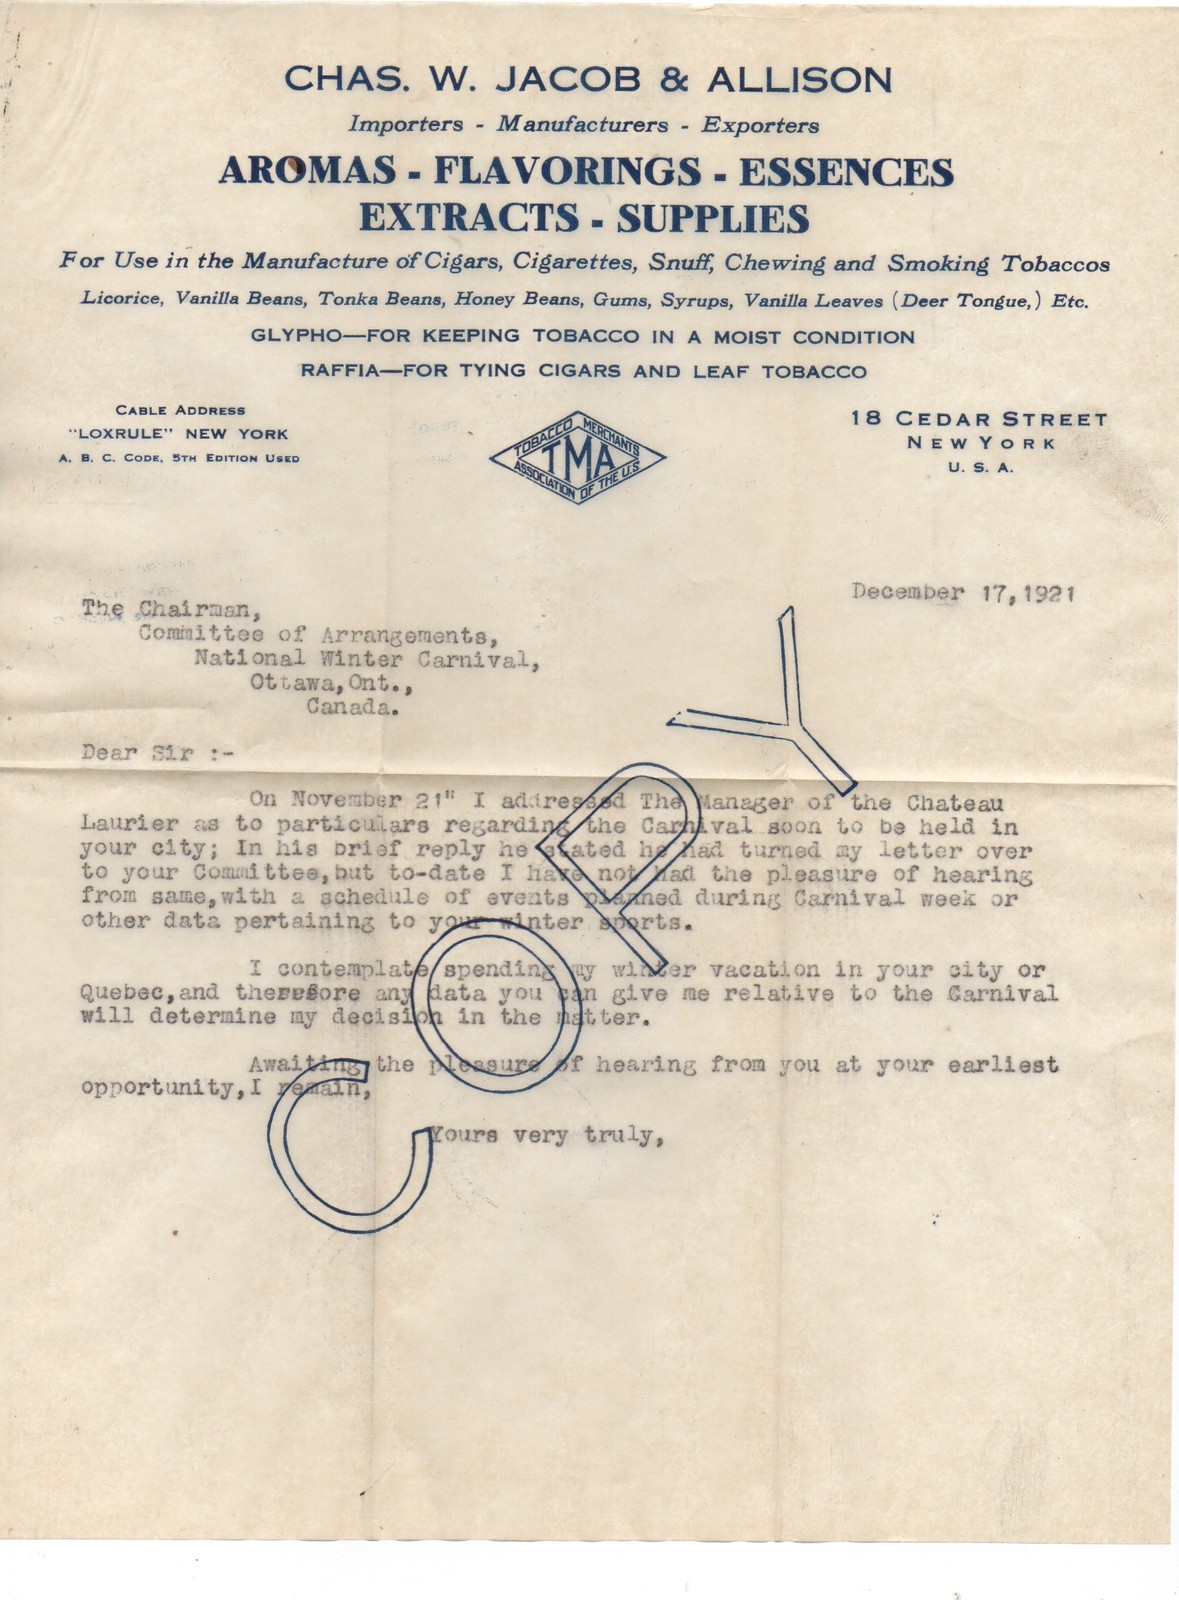 CHAS. W. JACOB & ALLISON
Importers - Manufacturers - Exporters
AROMAS - FLAVORINGS - ESSENCES
EXTRACTS - SUPPLIES
For Use in the Manufacture of Cigars, Cigarettes, Snuff, Chewing and Smoking Tobaccos
Licorice, Vanilla Beans, Tonka Beans, Honey Beans, Gums, Syrups, Vanilla Leaves (Deer Tongue,) Etc.
GLYPHO—FOR KEEPING TOBACCO IN A MOIST CONDITION
RAFFIA—FOR TYING CIGARS AND LEAF TOBACCO
CABLE ADDRESS
"LOXRULE" NEW YORK
A. B. C. CODE, 5TH EDITION USED
TOBACCO MERCHANTS
TMA
ASSOCIATION OF THE U.S
18 CEDAR STREET
NEW YORK
U. S. A.
December 17,1921
The Chairman,
Committee of Arrangements,
National Winter Carnival,
Ottawa,Ont.,
Canada.
Dear Sir :-
On November 21" I addressed The Manager of the Chateau
Laurier as to particulars regarding the Carnival soon to be held in
your city; In his brief reply he stated he had turned my letter over
to your Committee,but to-date I have not had the pleasure of hearing
from same,with a schedule of events planned during Carnival week or
other data pertaining to your winter sports.
I contemplate spending my winter vacation in your city or
Quebec,and therefore any data you can give me relative to the Carnival
will determine my decision in the matter.
Awaiting the pleasure of hearing from you at your earliest
opportunity,I remain,
Yours very truly,
COPY